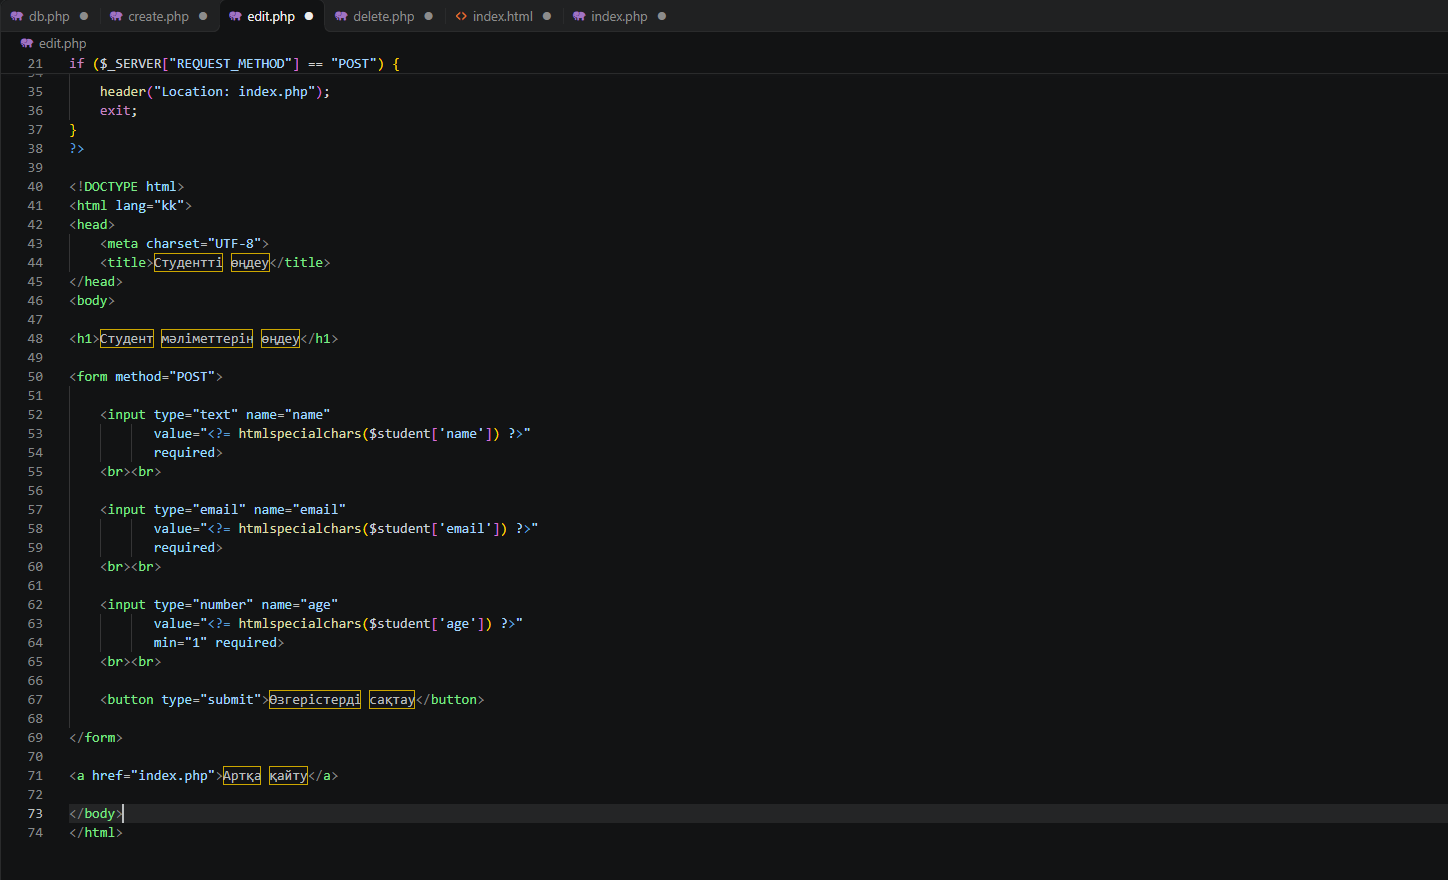 db.php create.php edit.php delete.php index.html index.php
edit.php
21 if ($_SERVER["REQUEST_METHOD"] == "POST") {
35     header("Location: index.php");
36     exit;
37 }
38 ?>
39
40 <!DOCTYPE html>
41 <html lang="kk">
42 <head>
43     <meta charset="UTF-8">
44     <title>Студентті өңдеу</title>
45 </head>
46 <body>
47
48 <h1>Студент мәліметтерін өңдеу</h1>
49
50 <form method="POST">
51
52     <input type="text" name="name"
53            value="<?= htmlspecialchars($student['name']) ?>"
54            required>
55     <br><br>
56
57     <input type="email" name="email"
58            value="<?= htmlspecialchars($student['email']) ?>"
59            required>
60     <br><br>
61
62     <input type="number" name="age"
63            value="<?= htmlspecialchars($student['age']) ?>"
64            min="1" required>
65     <br><br>
66
67     <button type="submit">Өзгерістерді сақтау</button>
68
69 </form>
70
71 <a href="index.php">Артқа қайту</a>
72
73 </body>
74 </html>